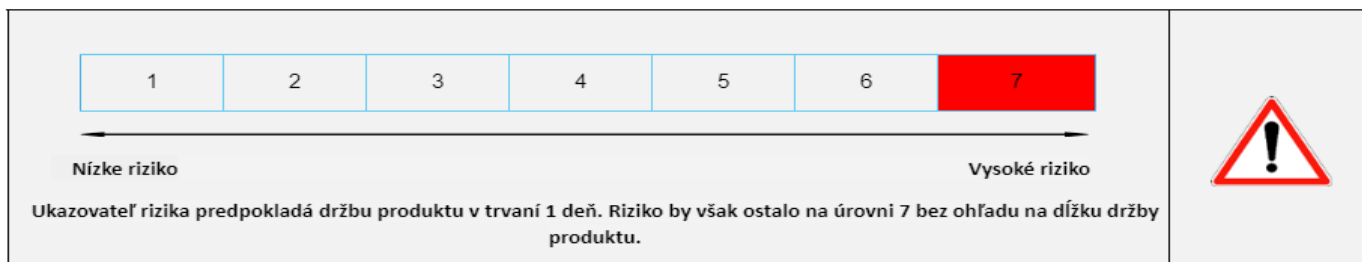 1 2 3 4 5 6 7
Nízke riziko Vysoké riziko
Ukazovateľ rizika predpokladá držbu produktu v trvaní 1 deň. Riziko by však ostalo na úrovni 7 bez ohľadu na dĺžku držby
produktu.